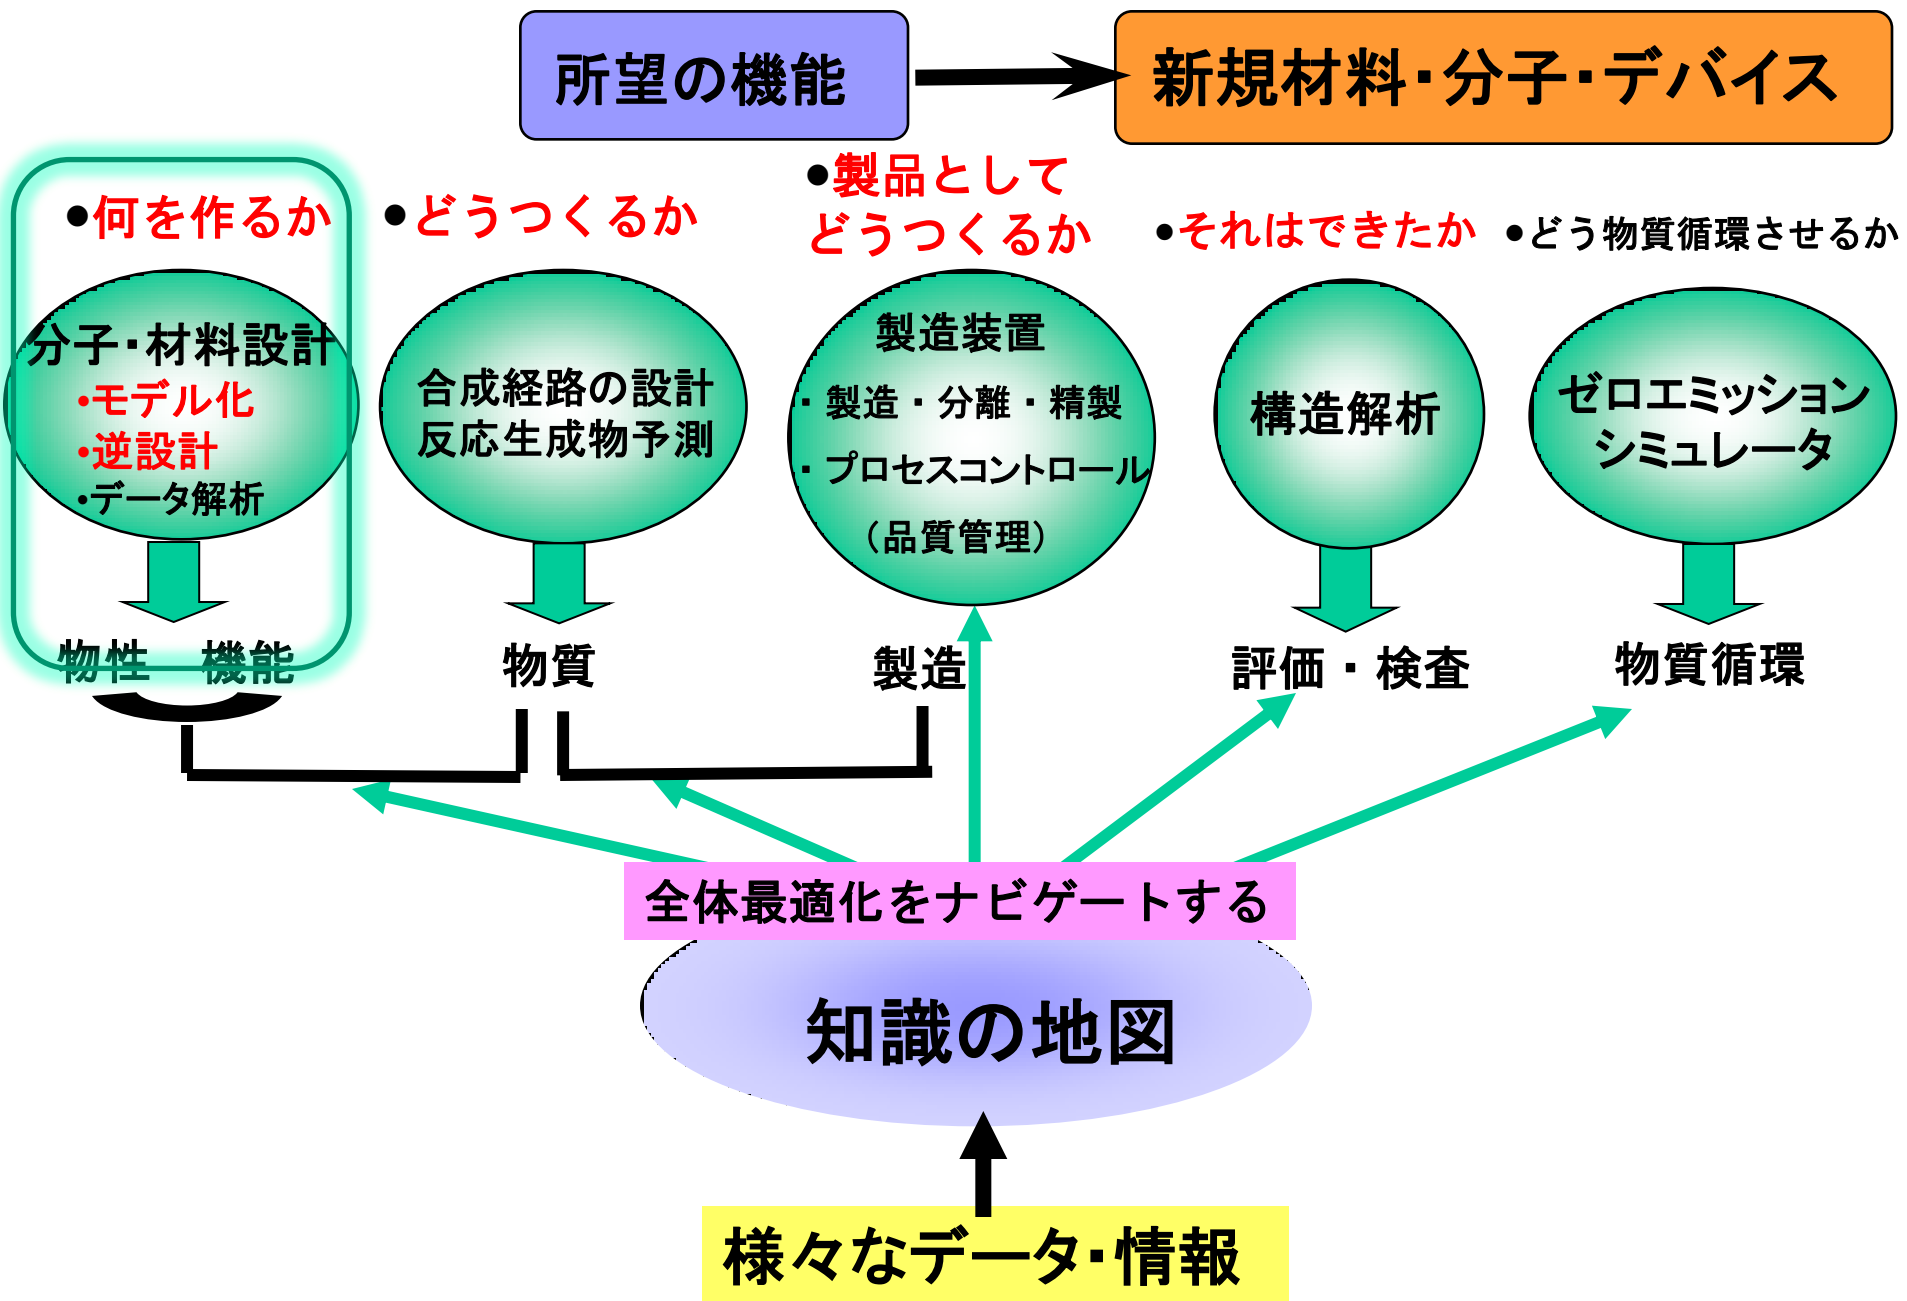 所望の機能
新規材料・分子・デバイス
●何を作るか
●どうつくるか
●製品として
どうつくるか
●それはできたか
●どう物質循環させるか
分子・材料設計
•モデル化
•逆設計
•データ解析
合成経路の設計
反応生成物予測
製造装置
・製造・分離・精製
・プロセスコントロール
（品質管理）
構造解析
ゼロエミッション
シミュレータ
物性 機能
物質
製造
評価・検査
物質循環
全体最適化をナビゲートする
知識の地図
様々なデータ・情報